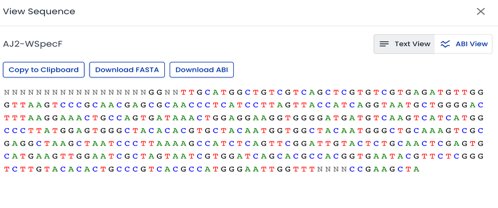 View Sequence
AJ2-WSpecF
Text View
ABI View
Copy to Clipboard
Download FASTA
Download ABI
NNNNNNNNNNNNNNNNNNGGNNTTGCATGGCTGTCGTCAGCTCGTGTCGTGAGATGTTGG
GTTAAGTCCCGCAACGAGCGCAACCCTCATCCTTAGTTACCATCAGGTAATGCTGGGGAC
TTTAAGGAAACTGCCAGTGATAAACTGGAGGAAGGTGGGGATGATGTCAAGTCATCATGG
CCCTTATGGAGTGGGCTACACACGTGCTACAATGGTGGCTACAATGGGCTGCAAAGTCGC
GAGGCTAAGCTAATCCCTTAAAAGCCATCTCAGTTCGGATTGTACTCTGCAACTCGAGTG
CATGAAGTTGGAATCGCTAGTAATCGTGGATCAGCACGCCACGGTGAATACGTTCTCGGG
TCTTGTACACACTGCCCGTCACGCCATGGGAATTGGTTTNNNNCCGAAGCTA